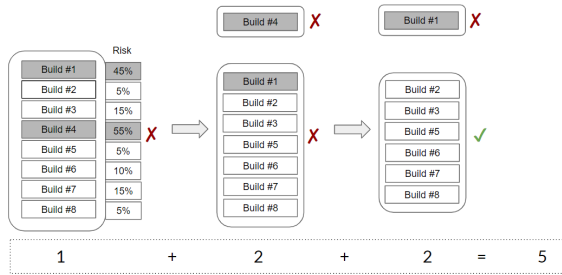 Build #4 ✗
Build #1 ✗
Risk
Build #1 45%
Build #2 5%
Build #3 15%
Build #4 55% ✗
Build #5 5%
Build #6 10%
Build #7 15%
Build #8 5%
Build #1
Build #2
Build #3
Build #5 ✗
Build #6
Build #7
Build #8
Build #2
Build #3
Build #5 ✓
Build #6
Build #7
Build #8
1 + 2 + 2 = 5